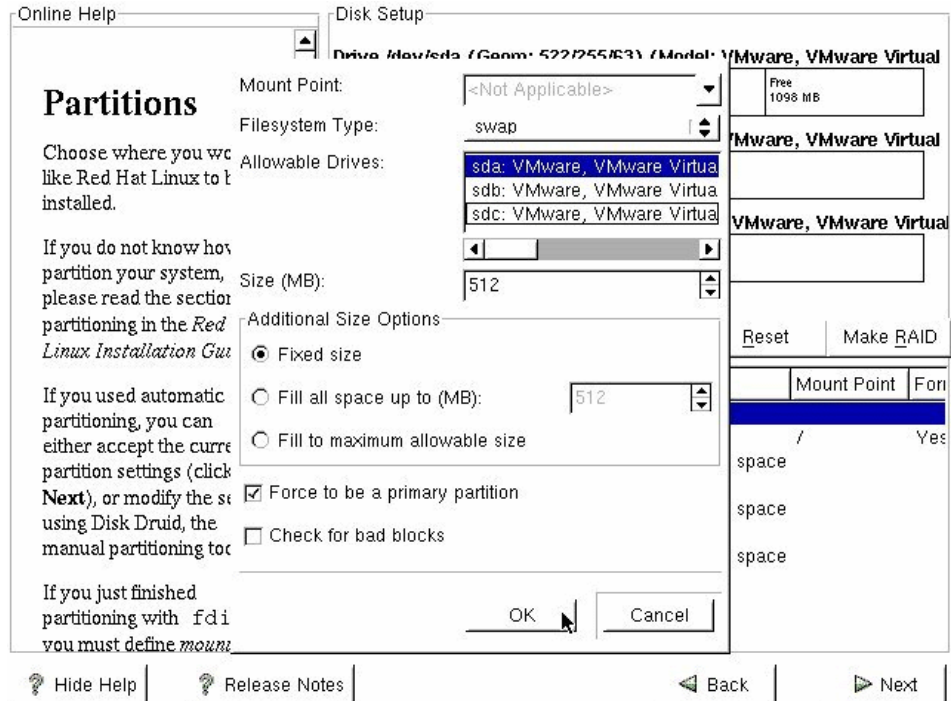 Online Help
Partitions
Choose where you wo
like Red Hat Linux to b
installed.
If you do not know how
partition your system,
please read the section
partitioning in the Red
Linux Installation Gui
If you used automatic
partitioning, you can
either accept the curre
partition settings (click
Next), or modify the se
using Disk Druid, the
manual partitioning too
If you just finished
partitioning with fdi
you must define mount
Disk Setup
Drive /dev/sda (Geom: 522/255/63) (Model: VMware, VMware Virtual
Free
1098 MB
VMware, VMware Virtual
VMware, VMware Virtual
Reset
Make RAID
Mount Point
Form
/
Yes
space
space
space
Mount Point:
<Not Applicable>
Filesystem Type:
swap
Allowable Drives:
sda: VMware, VMware Virtua
sdb: VMware, VMware Virtua
sdc: VMware, VMware Virtua
Size (MB):
512
Additional Size Options
Fixed size
Fill all space up to (MB):
512
Fill to maximum allowable size
Force to be a primary partition
Check for bad blocks
OK
Cancel
Hide Help
Release Notes
Back
Next